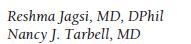 Reshma Jagsi, MD, DPhil
Nancy J. Tarbell, MD